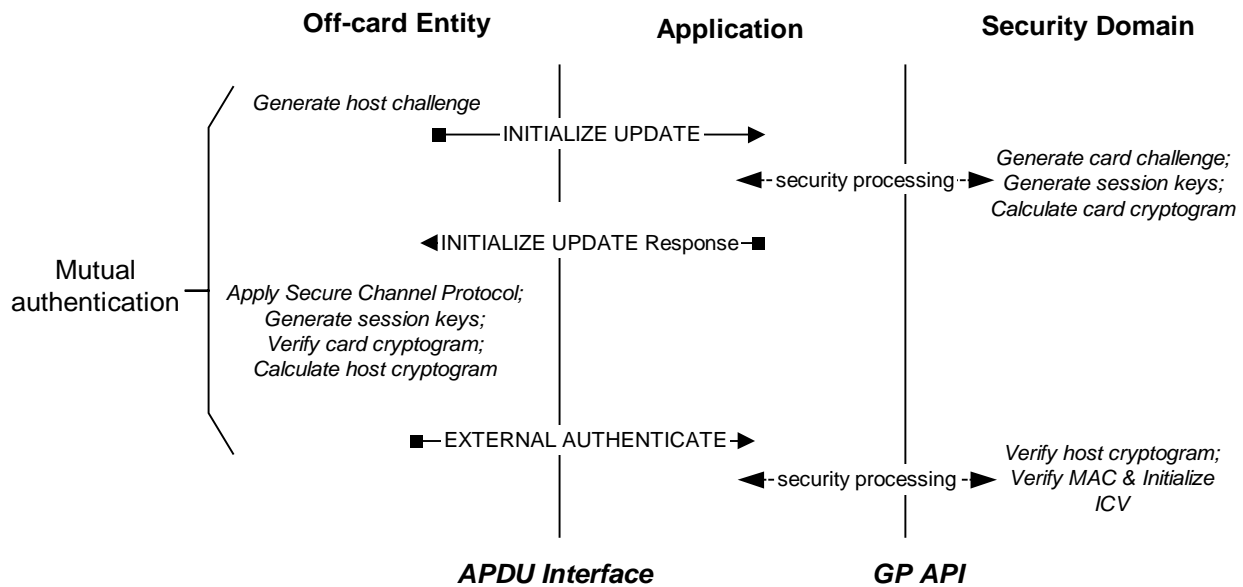 Off-card Entity
Application
Security Domain
Generate host challenge
INITIALIZE UPDATE
security processing
Generate card challenge;
Generate session keys;
Calculate card cryptogram
INITIALIZE UPDATE Response
Mutual
authentication
Apply Secure Channel Protocol;
Generate session keys;
Verify card cryptogram;
Calculate host cryptogram
EXTERNAL AUTHENTICATE
security processing
Verify host cryptogram;
Verify MAC & Initialize
ICV
APDU Interface
GP API